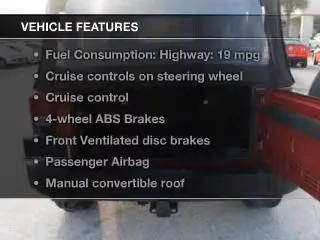 VEHICLE FEATURES
• Fuel Consumption: Highway: 19 mpg
• Cruise controls on steering wheel
• Cruise control
• 4-wheel ABS Brakes
• Front Ventilated disc brakes
• Passenger Airbag
• Manual convertible roof